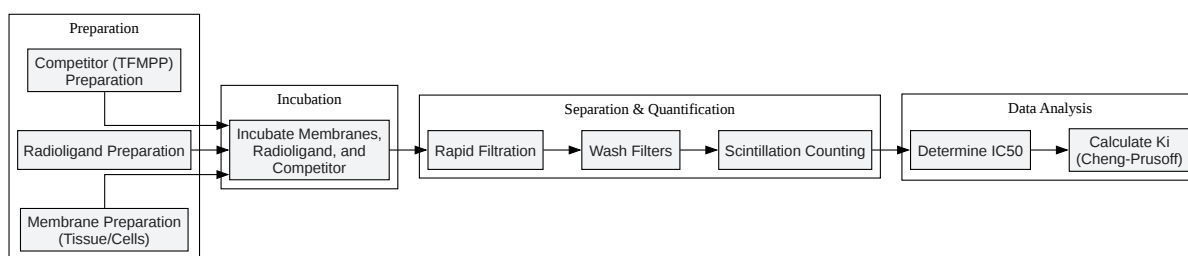 Preparation
Competitor (TFMPP)
Preparation
Radioligand Preparation
Membrane Preparation
(Tissue/Cells)
Incubation
Incubate Membranes,
Radioligand, and
Competitor
Separation & Quantification
Rapid Filtration
Wash Filters
Scintillation Counting
Data Analysis
Determine IC50
Calculate Ki
(Cheng-Prusoff)